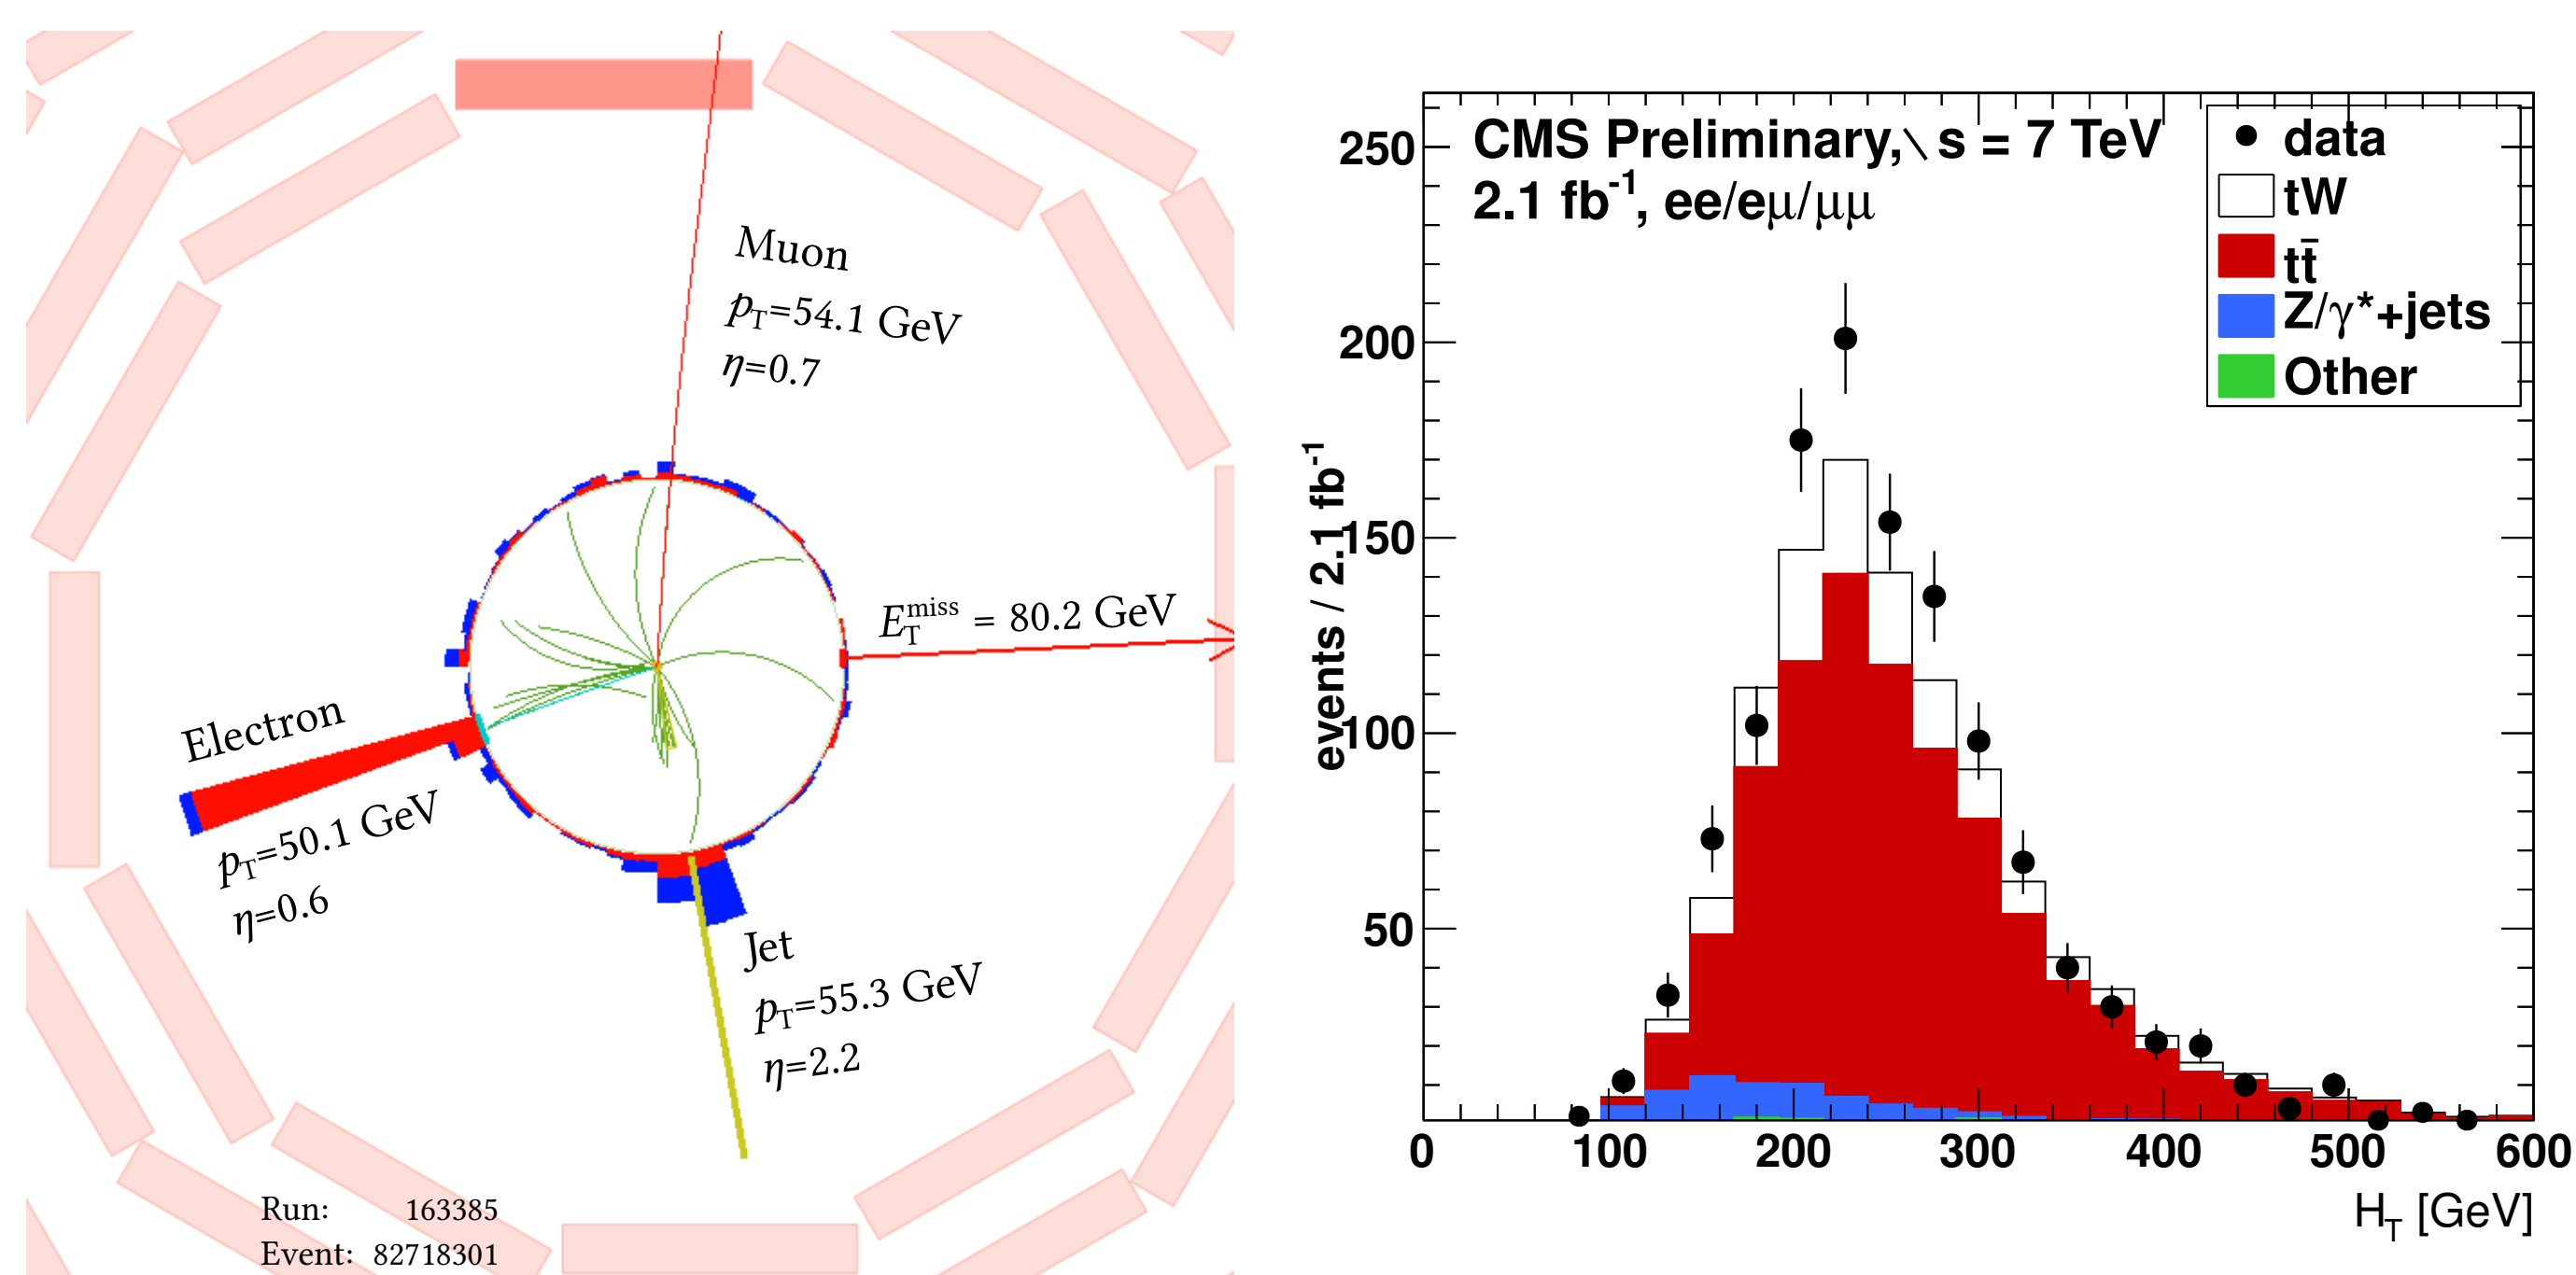 Muon
pT=54.1 GeV
η=0.7
ETmiss = 80.2 GeV
Electron
pT=50.1 GeV
η=0.6
Jet
pT=55.3 GeV
η=2.2
Run: 163385
Event: 82718301
CMS Preliminary,\ s = 7 TeV
2.1 fb-1, ee/eμ/μμ
data
tW
tt̄
Z/γ*+jets
Other
events / 2.1 fb-1
250
200
150
100
50
0 100 200 300 400 500 600
HT [GeV]